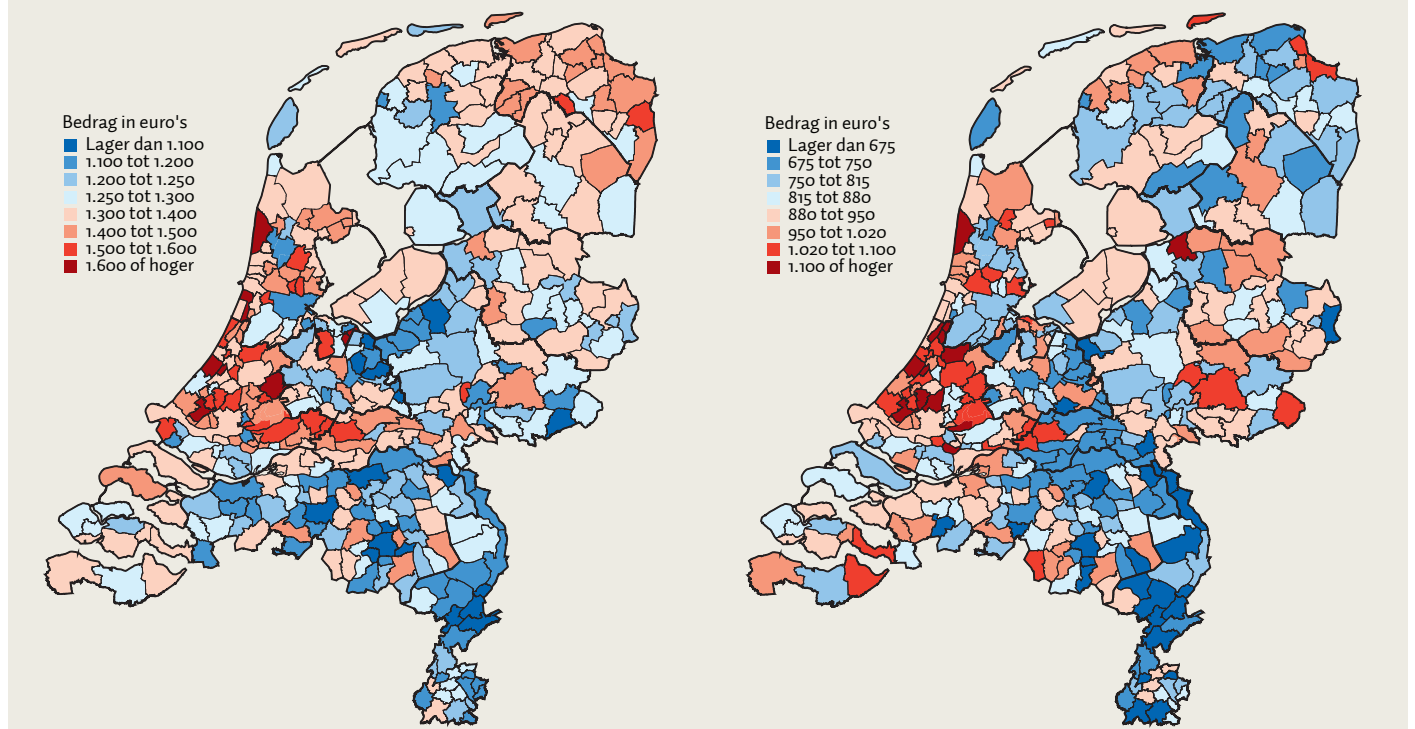 Bedrag in euro's
Lager dan 1.100
1.100 tot 1.200
1.200 tot 1.250
1.250 tot 1.300
1.300 tot 1.400
1.400 tot 1.500
1.500 tot 1.600
1.600 of hoger
Bedrag in euro's
Lager dan 675
675 tot 750
750 tot 815
815 tot 880
880 tot 950
950 tot 1.020
1.020 tot 1.100
1.100 of hoger